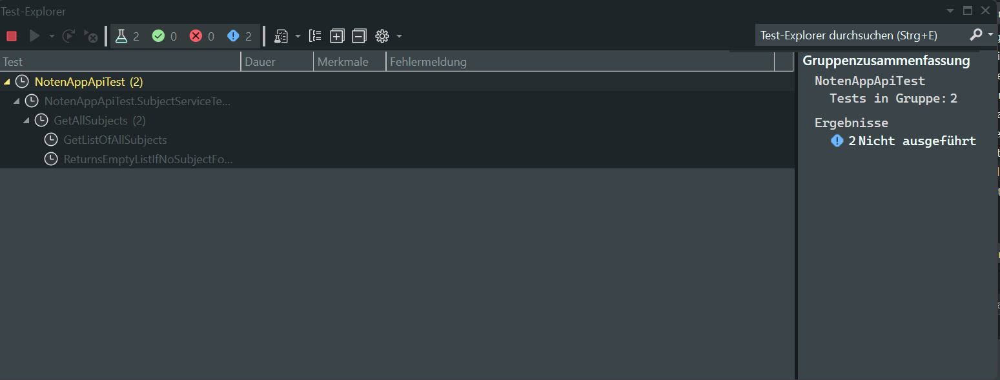 Test-Explorer
2 0 0 2
Test-Explorer durchsuchen (Strg+E)
Test Dauer Merkmale Fehlermeldung
NotenAppApiTest (2)
NotenAppApiTest.SubjectServiceTe...
GetAllSubjects (2)
GetListOfAllSubjects
ReturnsEmptyListIfNoSubjectFo...
Gruppenzusammenfassung
NotenAppApiTest
Tests in Gruppe: 2
Ergebnisse
2 Nicht ausgeführt